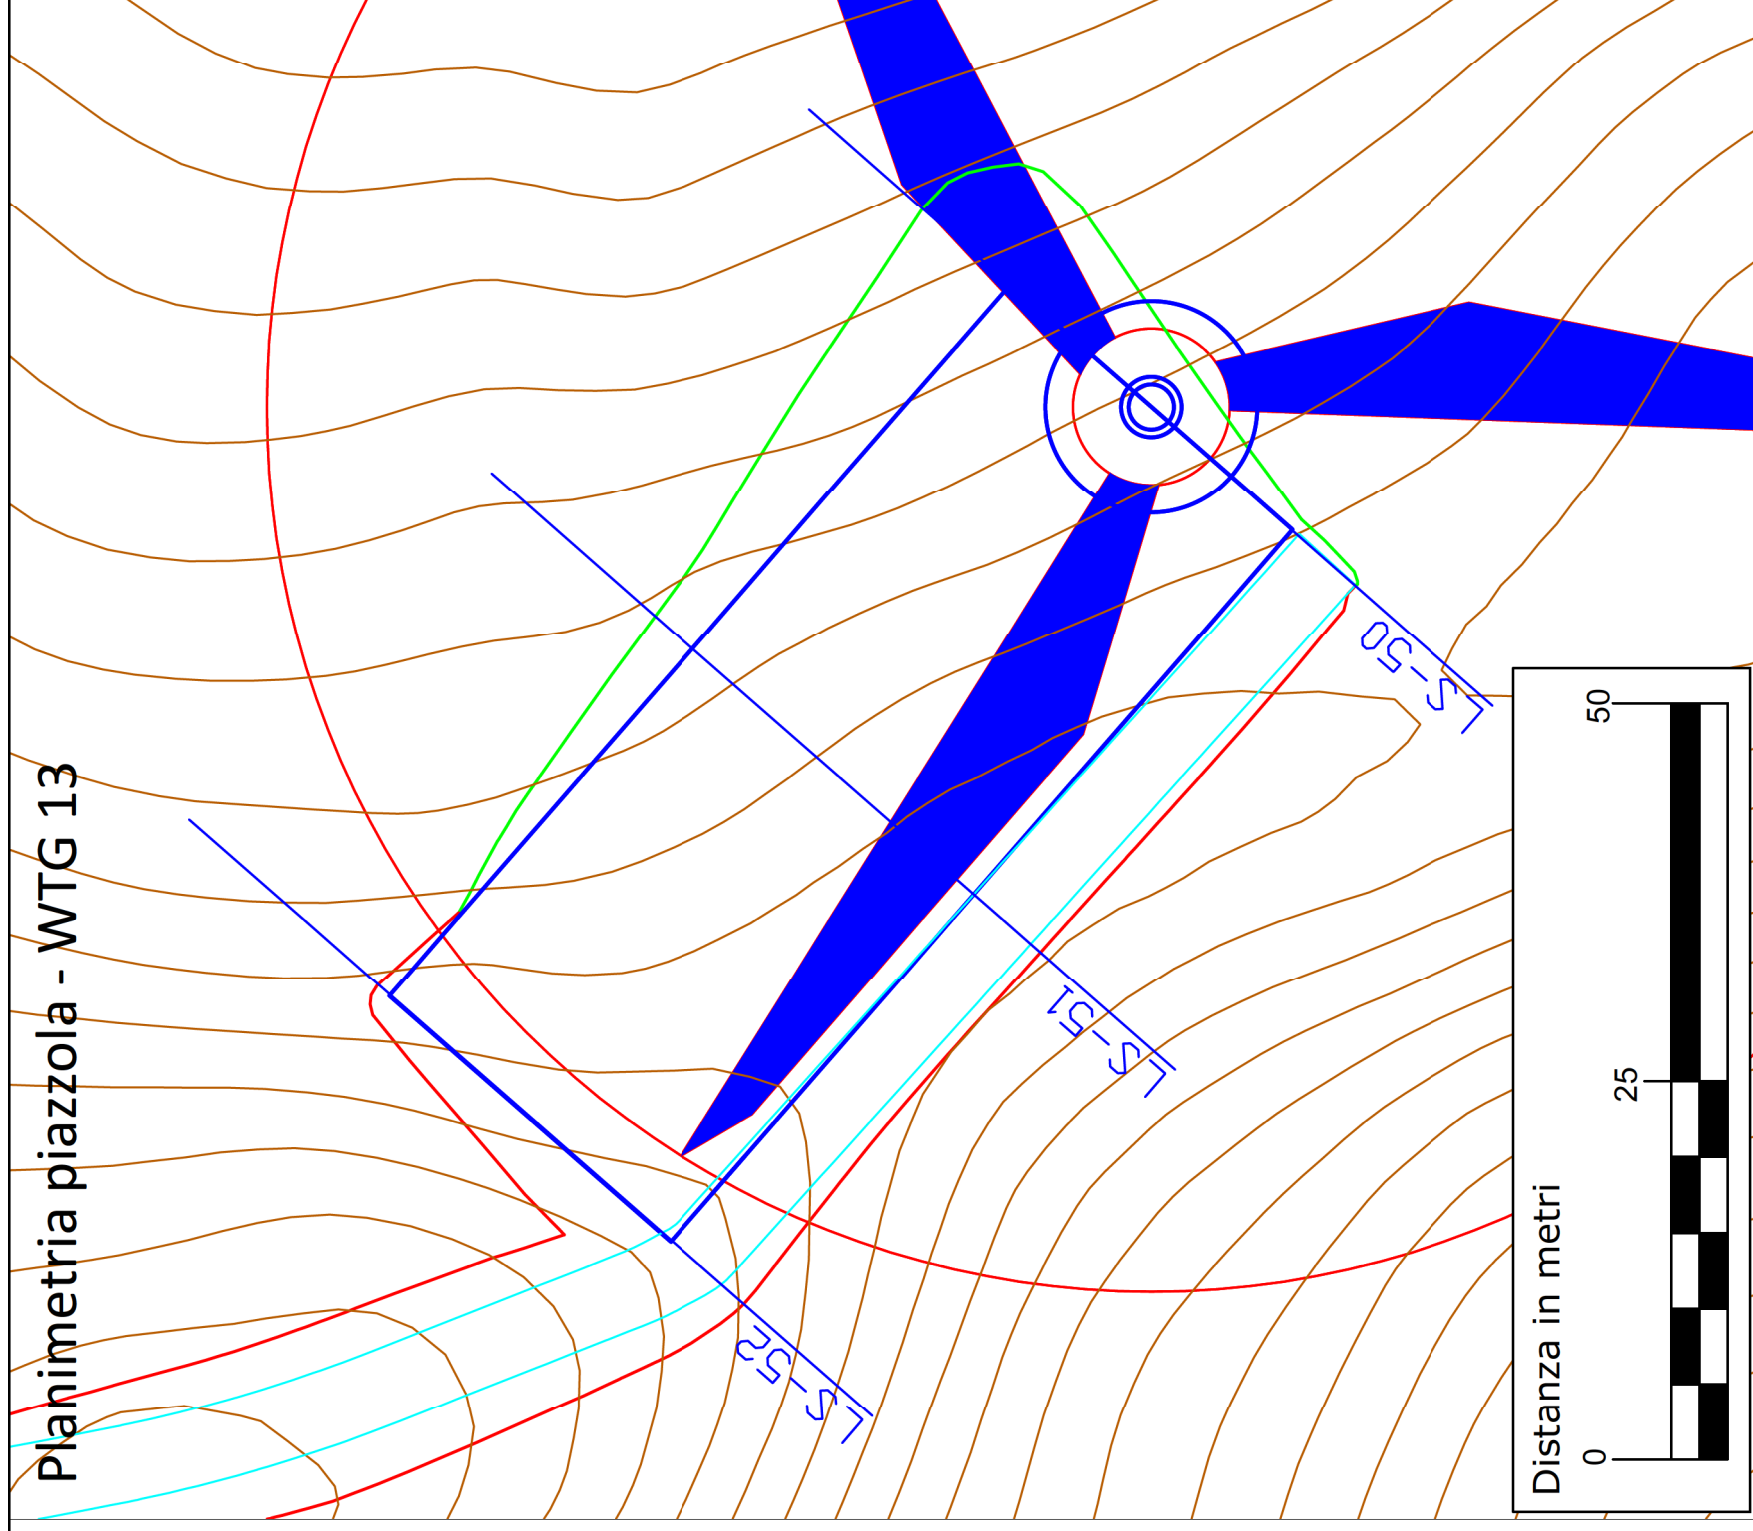 Planimetria piazzola - WTG 13
LS-50
LS-51
LS-52
Distanza in metri
0
25
50